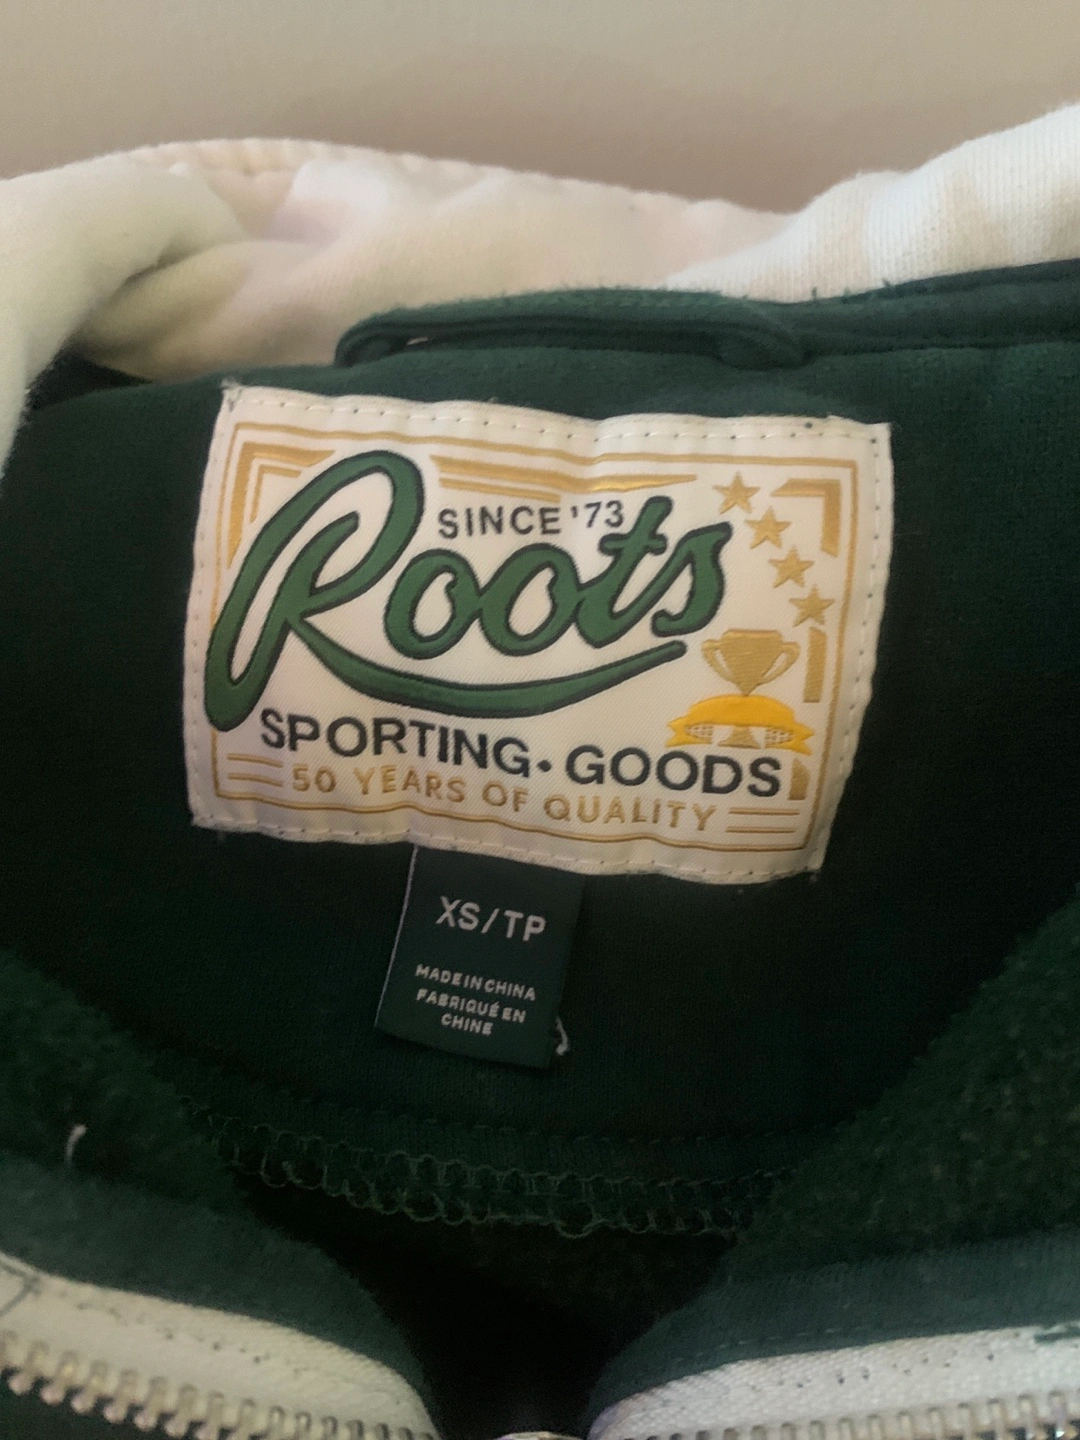 SINCE '73
Roots
SPORTING • GOODS
50 YEARS OF QUALITY
XS/TP
MADE IN CHINA
FABRIQUÉ EN
CHINE